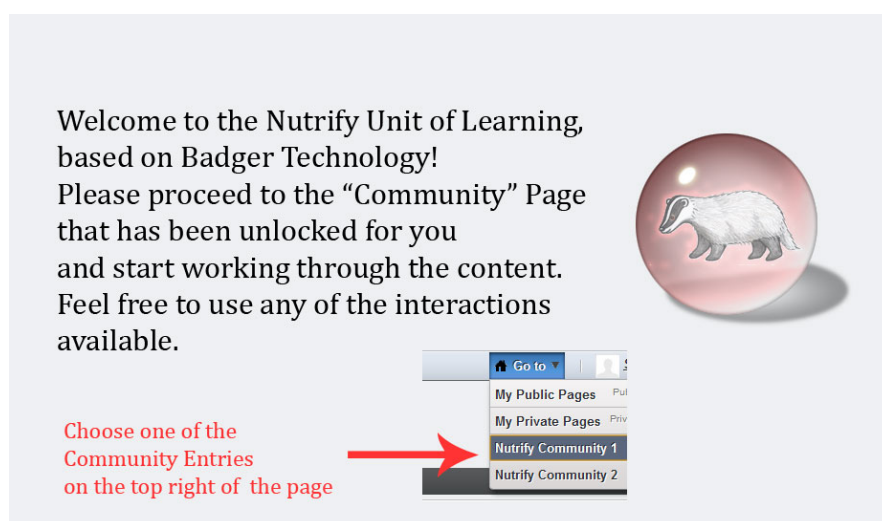 Welcome to the Nutrify Unit of Learning,
based on Badger Technology!
Please proceed to the “Community” Page
that has been unlocked for you
and start working through the content.
Feel free to use any of the interactions
available.
Go to
My Public Pages
My Private Pages
Nutrify Community 1
Nutrify Community 2
Choose one of the
Community Entries
on the top right of the page